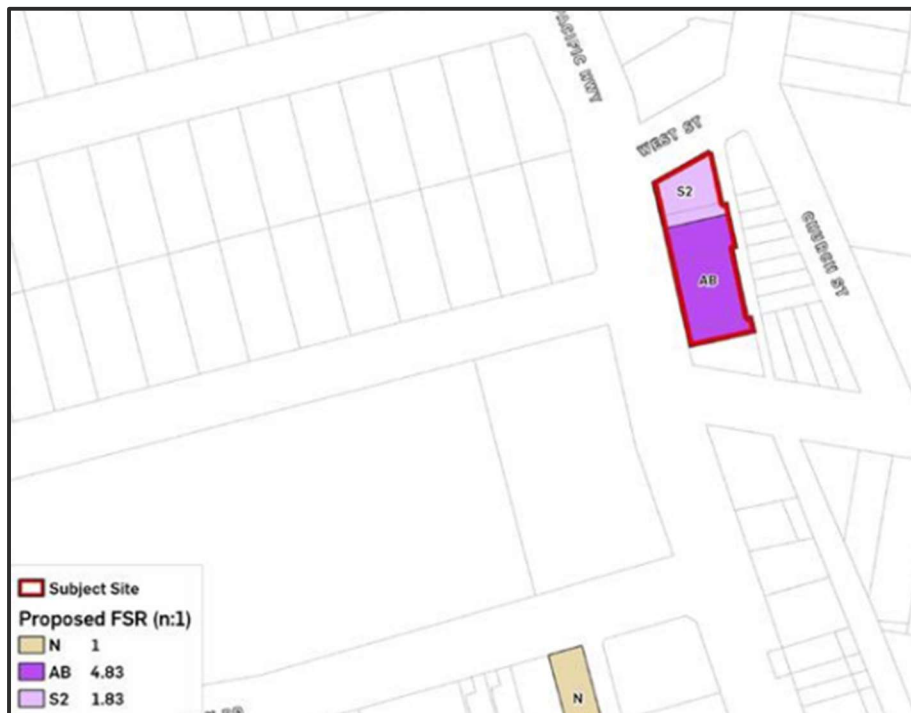 PACIFIC HWY
WEST ST
S2
CHURCH ST
AB
Subject Site
Proposed FSR (n:1)
N 1
AB 4.83
S2 1.83
N